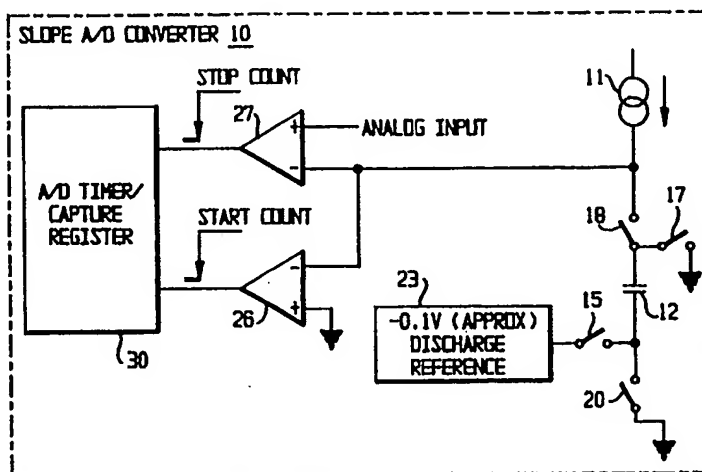 SLOPE A/D CONVERTER 10
STOP COUNT
11
27
ANALOG INPUT
A/D TIMER/
CAPTURE
REGISTER
START COUNT
18
17
23
-0.1V (APPROX)
DISCHARGE
REFERENCE
15
12
26
30
20
+
-
-
+